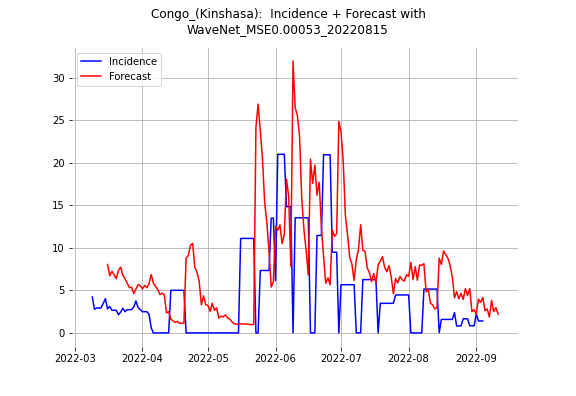 Congo_(Kinshasa):  Incidence + Forecast with
WaveNet_MSE0.00053_20220815
Incidence
Forecast
30
25
20
15
10
5
0
2022-03 2022-04 2022-05 2022-06 2022-07 2022-08 2022-09